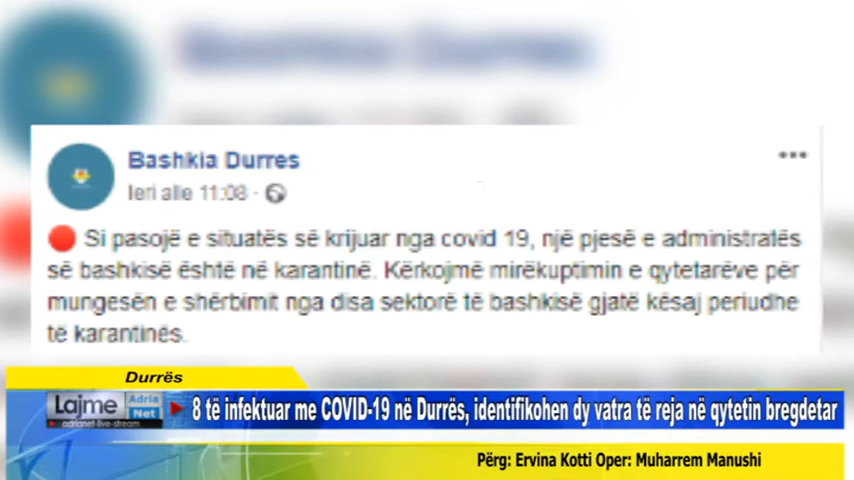 Bashkia Durres
Ieri alle 11:08 ·
Si pasojë e situatës së krijuar nga covid 19, një pjesë e administratës
së bashkisë është në karantinë. Kërkojmë mirëkuptimin e qytetarëve për
mungesën e shërbimit nga disa sektorë të bashkisë gjatë kësaj periudhe
të karantinës.
Durrës
Lajme Adria Net
adrianet-live-stream
8 të infektuar me COVID-19 në Durrës, identifikohen dy vatra të reja në qytetin bregdetar
Përg: Ervina Kotti Oper: Muharrem Manushi